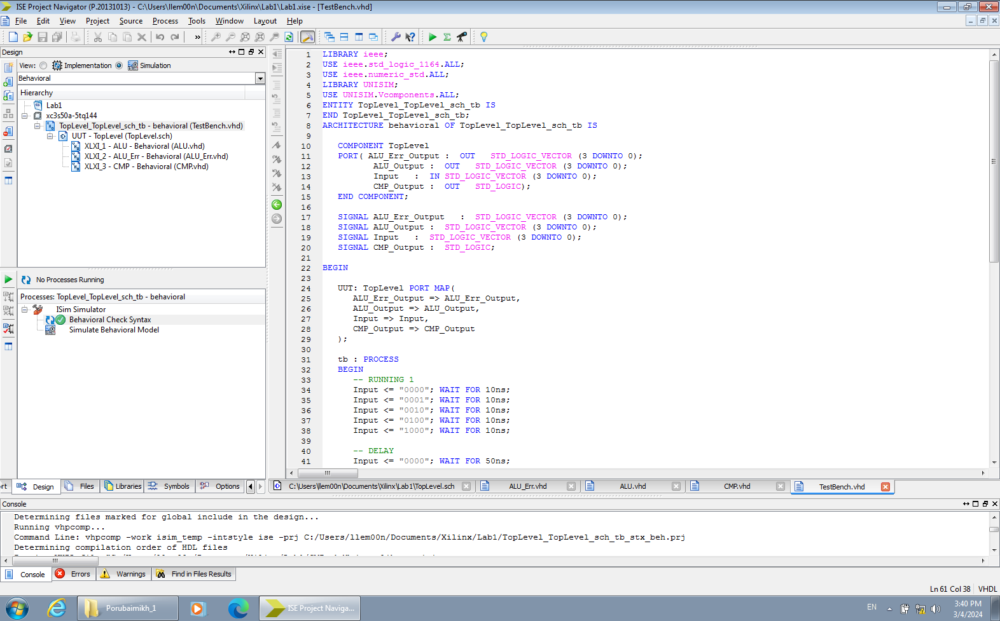 ISE Project Navigator (P.20131013) - C:\Users\llem00n\Documents\Xilinx\Lab1\Lab1.xise - [TestBench.vhd]
File Edit View Project Source Process Tools Window Layout Help
Design
View: Implementation Simulation
Behavioral
Hierarchy
Lab1
xc3s50a-5tq144
TopLevel_TopLevel_sch_tb - behavioral (TestBench.vhd)
UUT - TopLevel (TopLevel.sch)
XLXI_1 - ALU - Behavioral (ALU.vhd)
XLXI_2 - ALU_Err - Behavioral (ALU_Err.vhd)
XLXI_3 - CMP - Behavioral (CMP.vhd)
No Processes Running
Processes: TopLevel_TopLevel_sch_tb - behavioral
ISim Simulator
Behavioral Check Syntax
Simulate Behavioral Model
rt Design Files Libraries Symbols Options
1 LIBRARY ieee;
2 USE ieee.std_logic_1164.ALL;
3 USE ieee.numeric_std.ALL;
4 LIBRARY UNISIM;
5 USE UNISIM.Vcomponents.ALL;
6 ENTITY TopLevel_TopLevel_sch_tb IS
7 END TopLevel_TopLevel_sch_tb;
8 ARCHITECTURE behavioral OF TopLevel_TopLevel_sch_tb IS
9
10 COMPONENT TopLevel
11 PORT( ALU_Err_Output : OUT STD_LOGIC_VECTOR (3 DOWNTO 0);
12 ALU_Output : OUT STD_LOGIC_VECTOR (3 DOWNTO 0);
13 Input : IN STD_LOGIC_VECTOR (3 DOWNTO 0);
14 CMP_Output : OUT STD_LOGIC);
15 END COMPONENT;
16
17 SIGNAL ALU_Err_Output : STD_LOGIC_VECTOR (3 DOWNTO 0);
18 SIGNAL ALU_Output : STD_LOGIC_VECTOR (3 DOWNTO 0);
19 SIGNAL Input : STD_LOGIC_VECTOR (3 DOWNTO 0);
20 SIGNAL CMP_Output : STD_LOGIC;
21
22 BEGIN
23
24 UUT: TopLevel PORT MAP(
25 ALU_Err_Output => ALU_Err_Output,
26 ALU_Output => ALU_Output,
27 Input => Input,
28 CMP_Output => CMP_Output
29 );
30
31 tb : PROCESS
32 BEGIN
33 -- RUNNING 1
34 Input <= "0000"; WAIT FOR 10ns;
35 Input <= "0001"; WAIT FOR 10ns;
36 Input <= "0010"; WAIT FOR 10ns;
37 Input <= "0100"; WAIT FOR 10ns;
38 Input <= "1000"; WAIT FOR 10ns;
39
40 -- DELAY
41 Input <= "0000"; WAIT FOR 50ns;
C:\Users\llem00n\Documents\Xilinx\Lab1\TopLevel.sch ALU_Err.vhd ALU.vhd CMP.vhd TestBench.vhd
Console
Determining files marked for global include in the design...
Running vhpcomp...
Command Line: vhpcomp -work isim_temp -intstyle ise -prj C:/Users/llem00n/Documents/Xilinx/Lab1/TopLevel_TopLevel_sch_tb_stx_beh.prj
Determining compilation order of HDL files
Console Errors Warnings Find in Files Results
Ln 61 Col 38 VHDL
Porubaimikh_1 ISE Project Naviga... EN 3:40 PM
3/4/2024